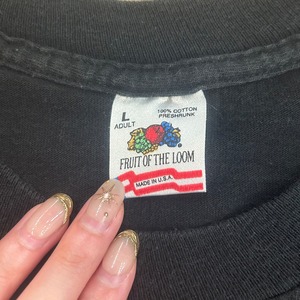 L
ADULT
100% COTTON
PRESHRUNK
FRUIT OF THE LOOM
MADE IN U.S.A.